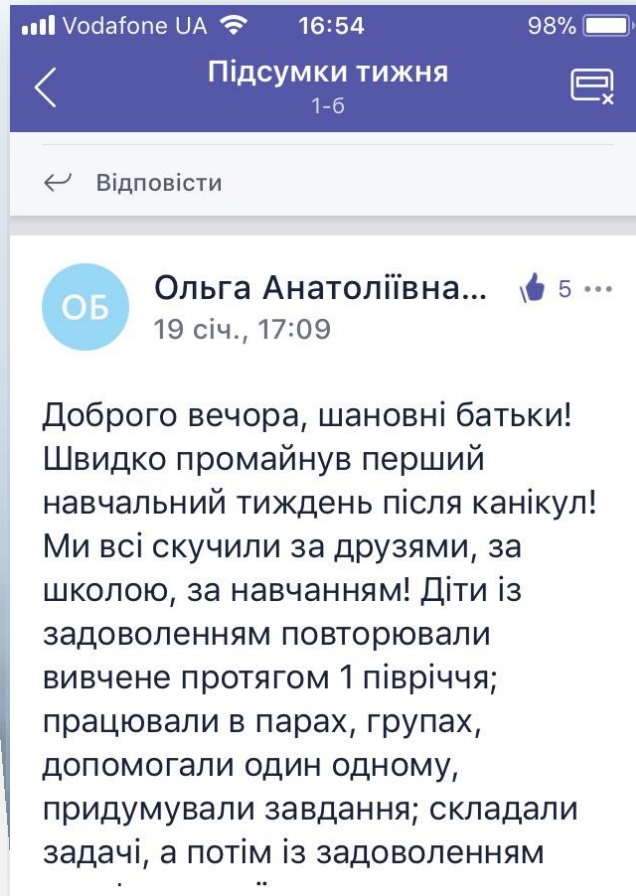 Vodafone UA 16:54 98%
Підсумки тижня
1-б
Відповісти
ОБ
Ольга Анатоліївна... 5 ...
19 січ., 17:09
Доброго вечора, шановні батьки!
Швидко промайнув перший
навчальний тиждень після канікул!
Ми всі скучили за друзями, за
школою, за навчанням! Діти із
задоволенням повторювали
вивчене протягом 1 півріччя;
працювали в парах, групах,
допомогали один одному,
придумували завдання; складали
задачі, а потім із задоволенням